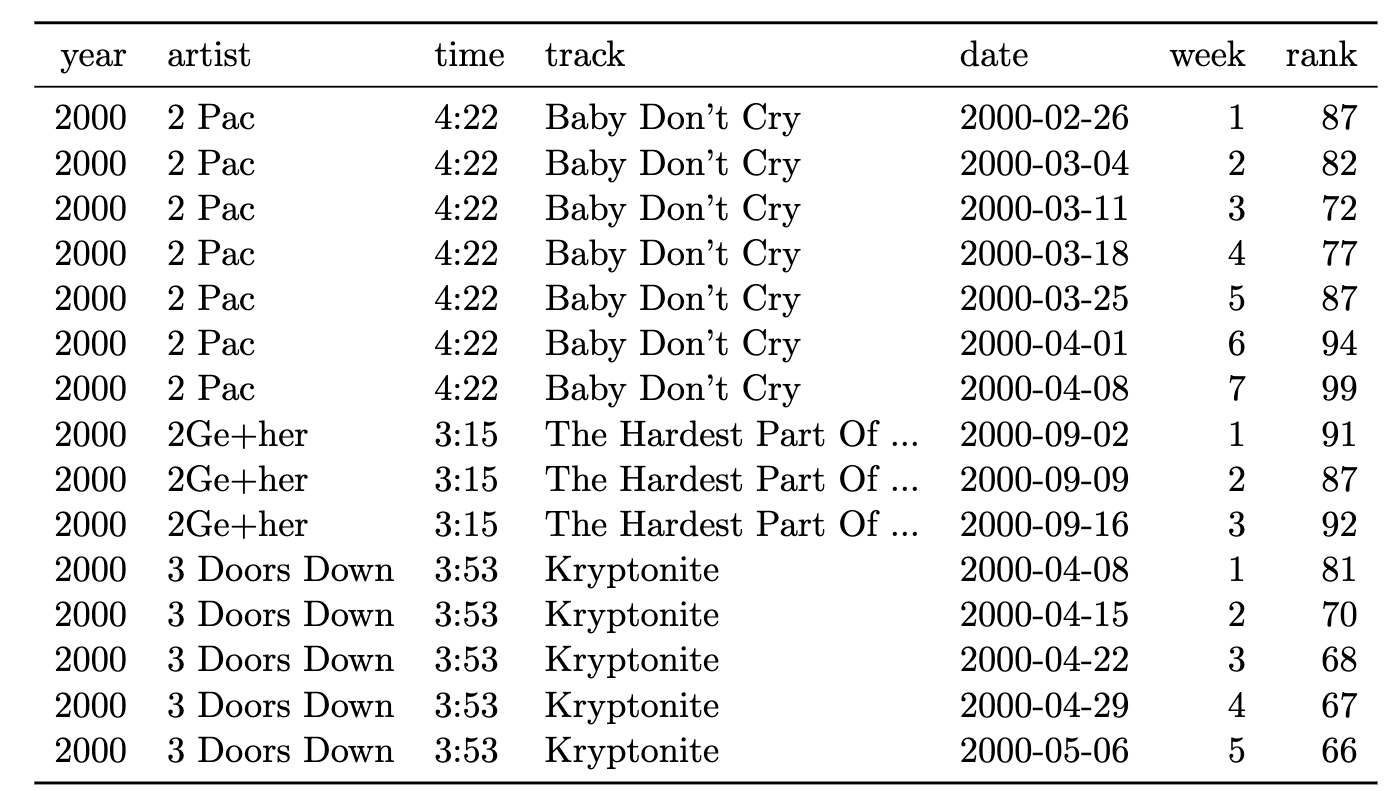 year artist time track date week rank
2000 2 Pac 4:22 Baby Don’t Cry 2000-02-26 1 87
2000 2 Pac 4:22 Baby Don’t Cry 2000-03-04 2 82
2000 2 Pac 4:22 Baby Don’t Cry 2000-03-11 3 72
2000 2 Pac 4:22 Baby Don’t Cry 2000-03-18 4 77
2000 2 Pac 4:22 Baby Don’t Cry 2000-03-25 5 87
2000 2 Pac 4:22 Baby Don’t Cry 2000-04-01 6 94
2000 2 Pac 4:22 Baby Don’t Cry 2000-04-08 7 99
2000 2Ge+her 3:15 The Hardest Part Of ... 2000-09-02 1 91
2000 2Ge+her 3:15 The Hardest Part Of ... 2000-09-09 2 87
2000 2Ge+her 3:15 The Hardest Part Of ... 2000-09-16 3 92
2000 3 Doors Down 3:53 Kryptonite 2000-04-08 1 81
2000 3 Doors Down 3:53 Kryptonite 2000-04-15 2 70
2000 3 Doors Down 3:53 Kryptonite 2000-04-22 3 68
2000 3 Doors Down 3:53 Kryptonite 2000-04-29 4 67
2000 3 Doors Down 3:53 Kryptonite 2000-05-06 5 66